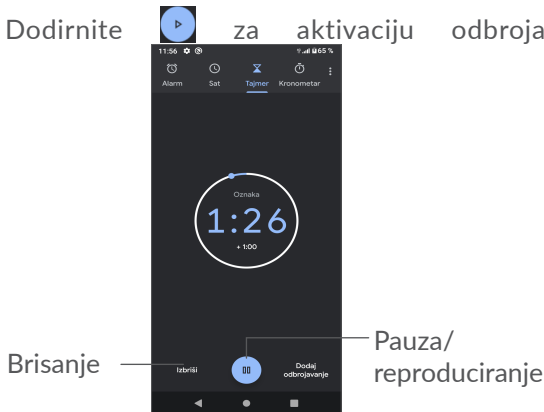 Dodirnite za aktivaciju odbroja
11:56 65 %
Alarm Sat Tajmer Kronometar
Oznaka
1:26
+ 1:00
Brisanje
Izbriši
Dodaj
odbrojavanje
Pauza/
reproduciranje